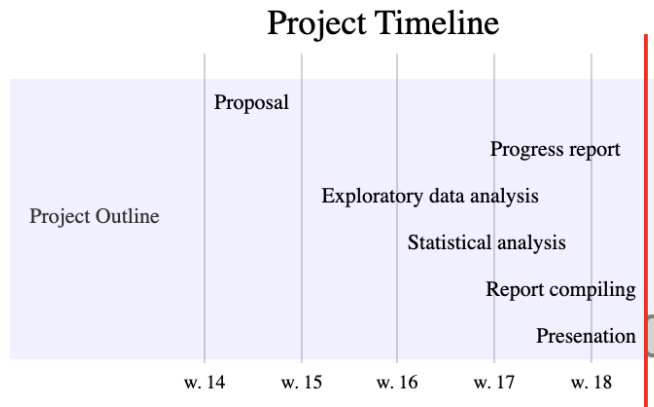 Project Timeline
Proposal
Progress report
Exploratory data analysis
Project Outline
Statistical analysis
Report compiling
Presenation
w. 14 w. 15 w. 16 w. 17 w. 18